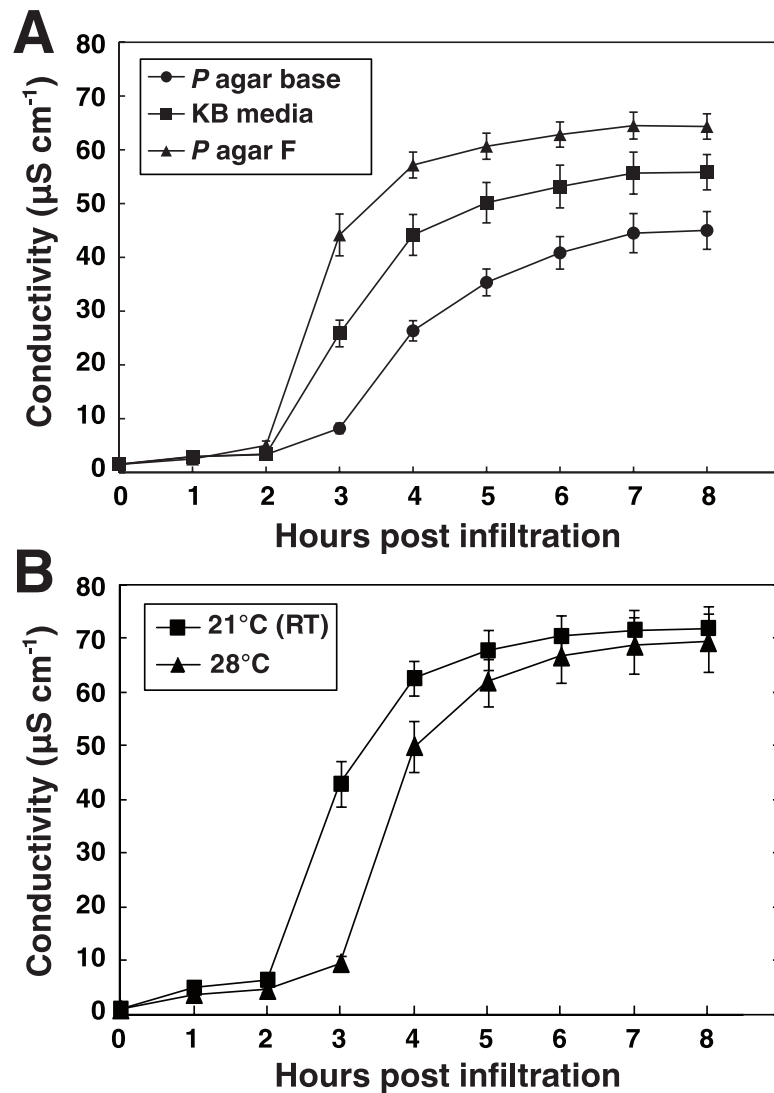 A
80
70
60
50
40
30
20
10
0
Conductivity (µS cm-1)
P agar base
KB media
P agar F
0 1 2 3 4 5 6 7 8
Hours post infiltration
B
80
70
60
50
40
30
20
10
0
Conductivity (µS cm-1)
21°C (RT)
28°C
0 1 2 3 4 5 6 7 8
Hours post infiltration